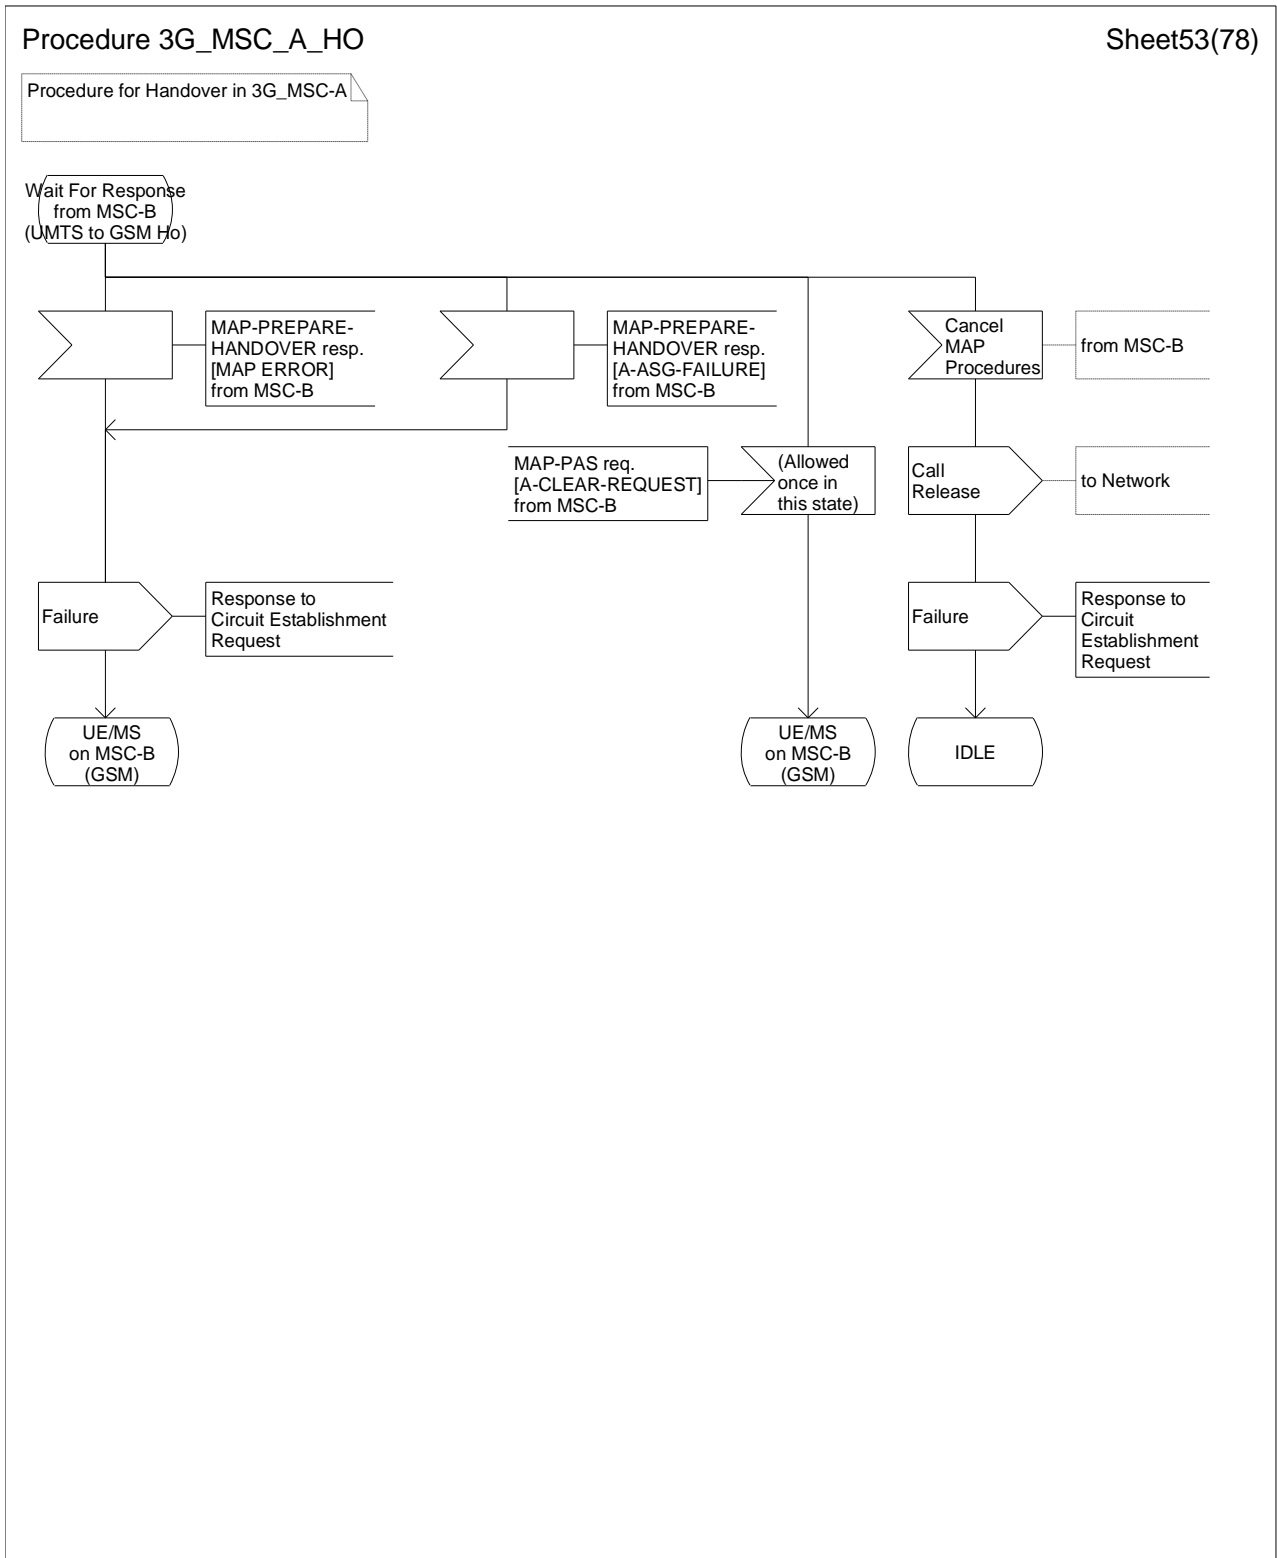 Procedure 3G_MSC_A_HO
Sheet53(78)
Procedure for Handover in 3G_MSC-A
Wait For Response
from MSC-B
(UMTS to GSM Ho)
MAP-PREPARE-
HANDOVER resp.
[MAP ERROR]
from MSC-B
MAP-PREPARE-
HANDOVER resp.
[A-ASG-FAILURE]
from MSC-B
Cancel
MAP
Procedures
from MSC-B
MAP-PAS req.
[A-CLEAR-REQUEST]
from MSC-B
(Allowed
once in
this state)
Call
Release
to Network
Failure
Response to
Circuit Establishment
Request
Failure
Response to
Circuit
Establishment
Request
UE/MS
on MSC-B
(GSM)
UE/MS
on MSC-B
(GSM)
IDLE